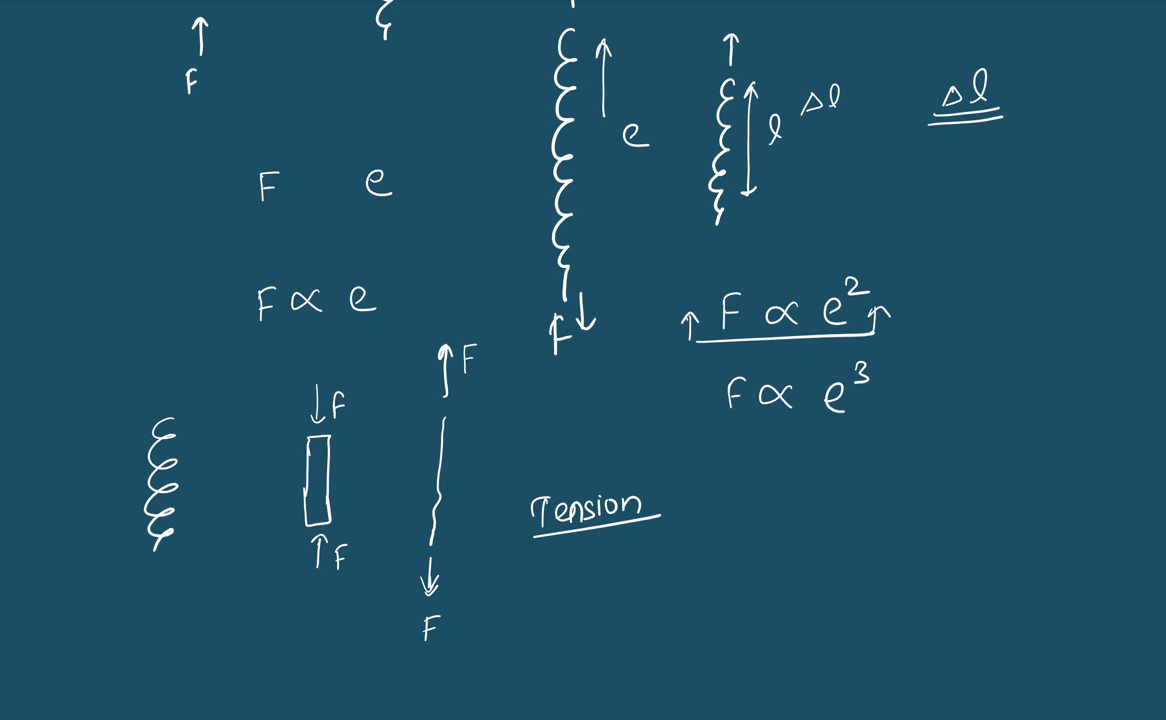 F
e
l Δl
Δl
F e
F ∝ e
F
F ∝ e²
F ∝ e³
F
F
F
F
Tension